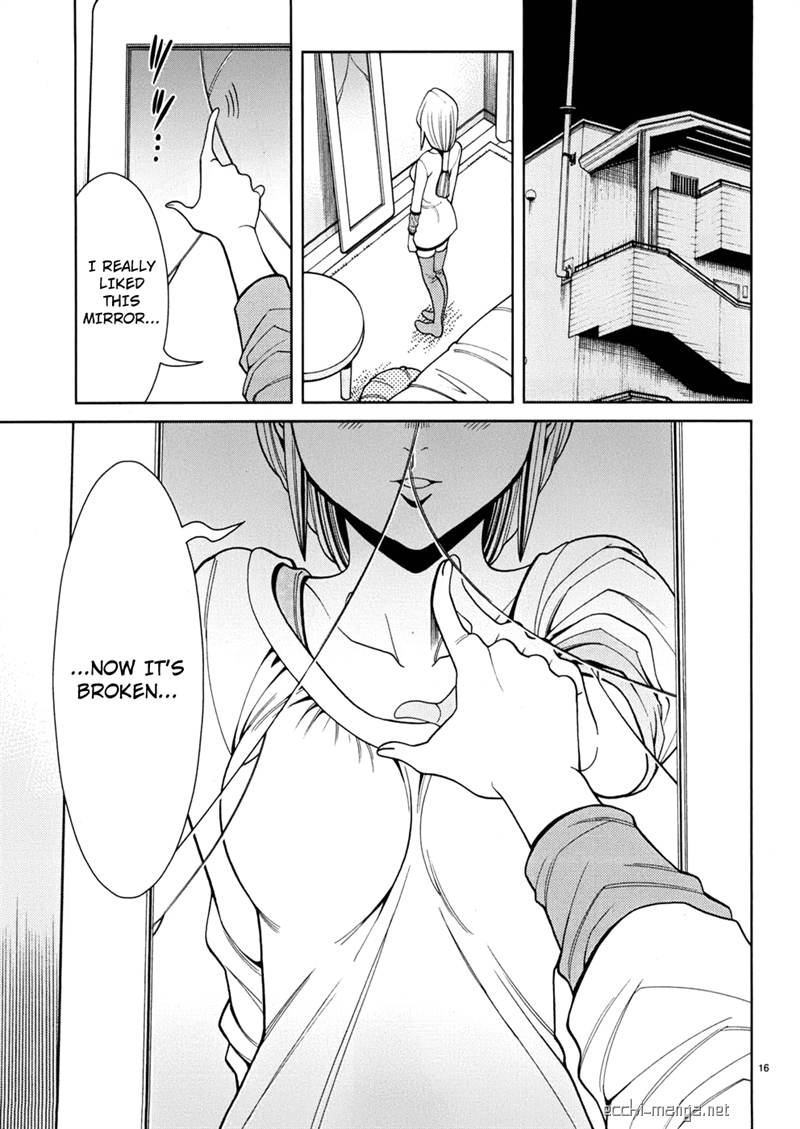 I REALLY
LIKED
THIS
MIRROR...
...NOW IT'S
BROKEN...
16
ecchi-manga.net